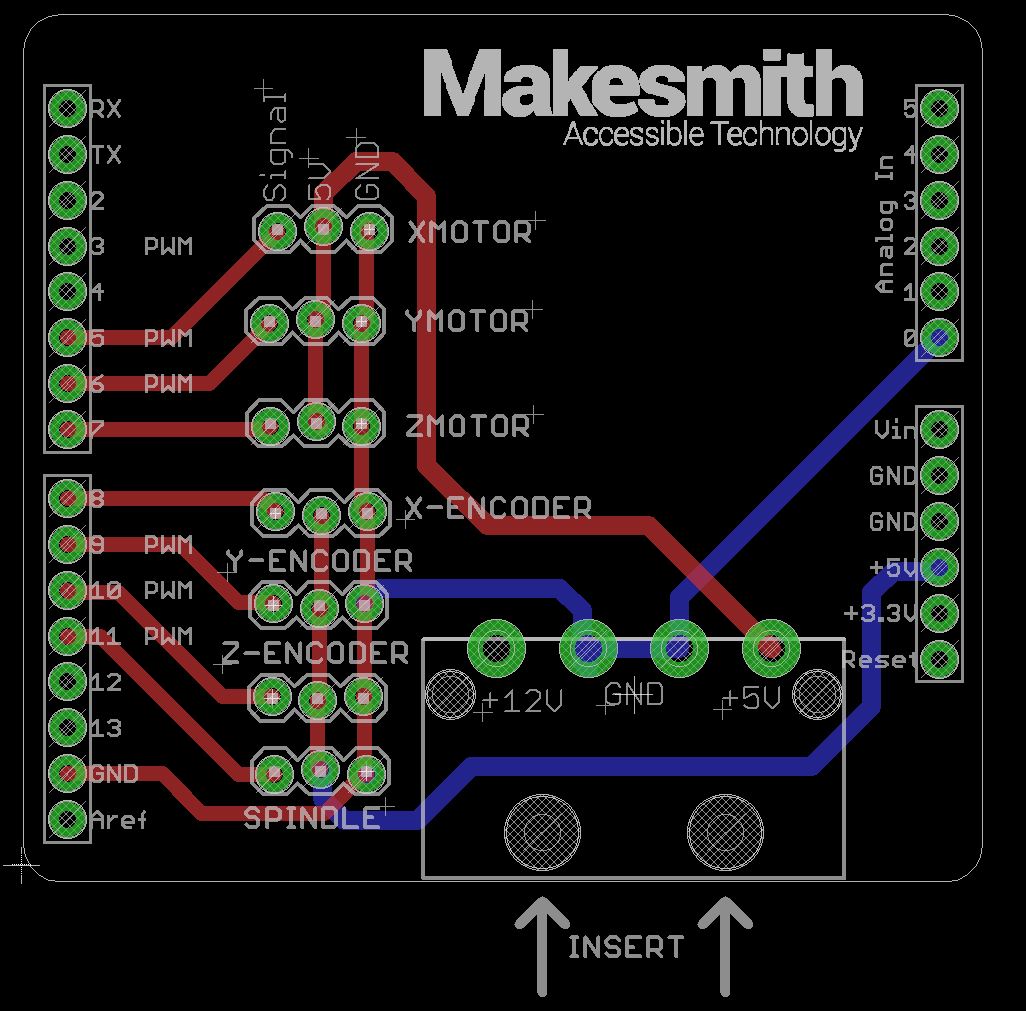 Makesmith
Accessible Technology
Signal
5V
GND
RX
TX
2
3 PWM
4
5 PWM
6 PWM
7
XMOTOR
YMOTOR
ZMOTOR
8
9 PWM
10 PWM
11 PWM
12
13
GND
Aref
X-ENCODER
Y-ENCODER
Z-ENCODER
SPINDLE
Analog In
5
4
3
2
1
0
Vin
GND
GND
+5V
+3.3V
Reset
+12V GND +5V
INSERT